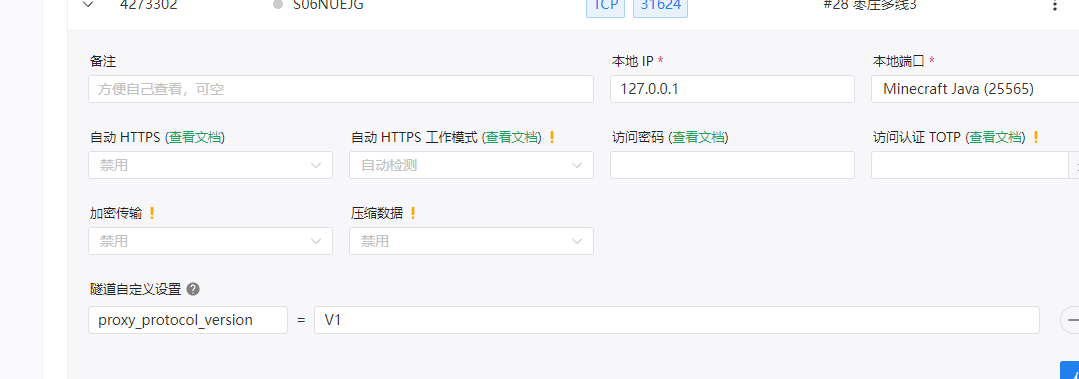 4273302 S06NUEJG TCP 31624 #28 枣庄多线3
备注 本地 IP * 本地端口 *
方便自己查看，可空 127.0.0.1 Minecraft Java (25565)
自动 HTTPS (查看文档) 自动 HTTPS 工作模式 (查看文档) ! 访问密码 (查看文档) 访问认证 TOTP (查看文档) !
禁用 自动检测
加密传输 ! 压缩数据 !
禁用 禁用
隧道自定义设置 ?
proxy_protocol_version = V1